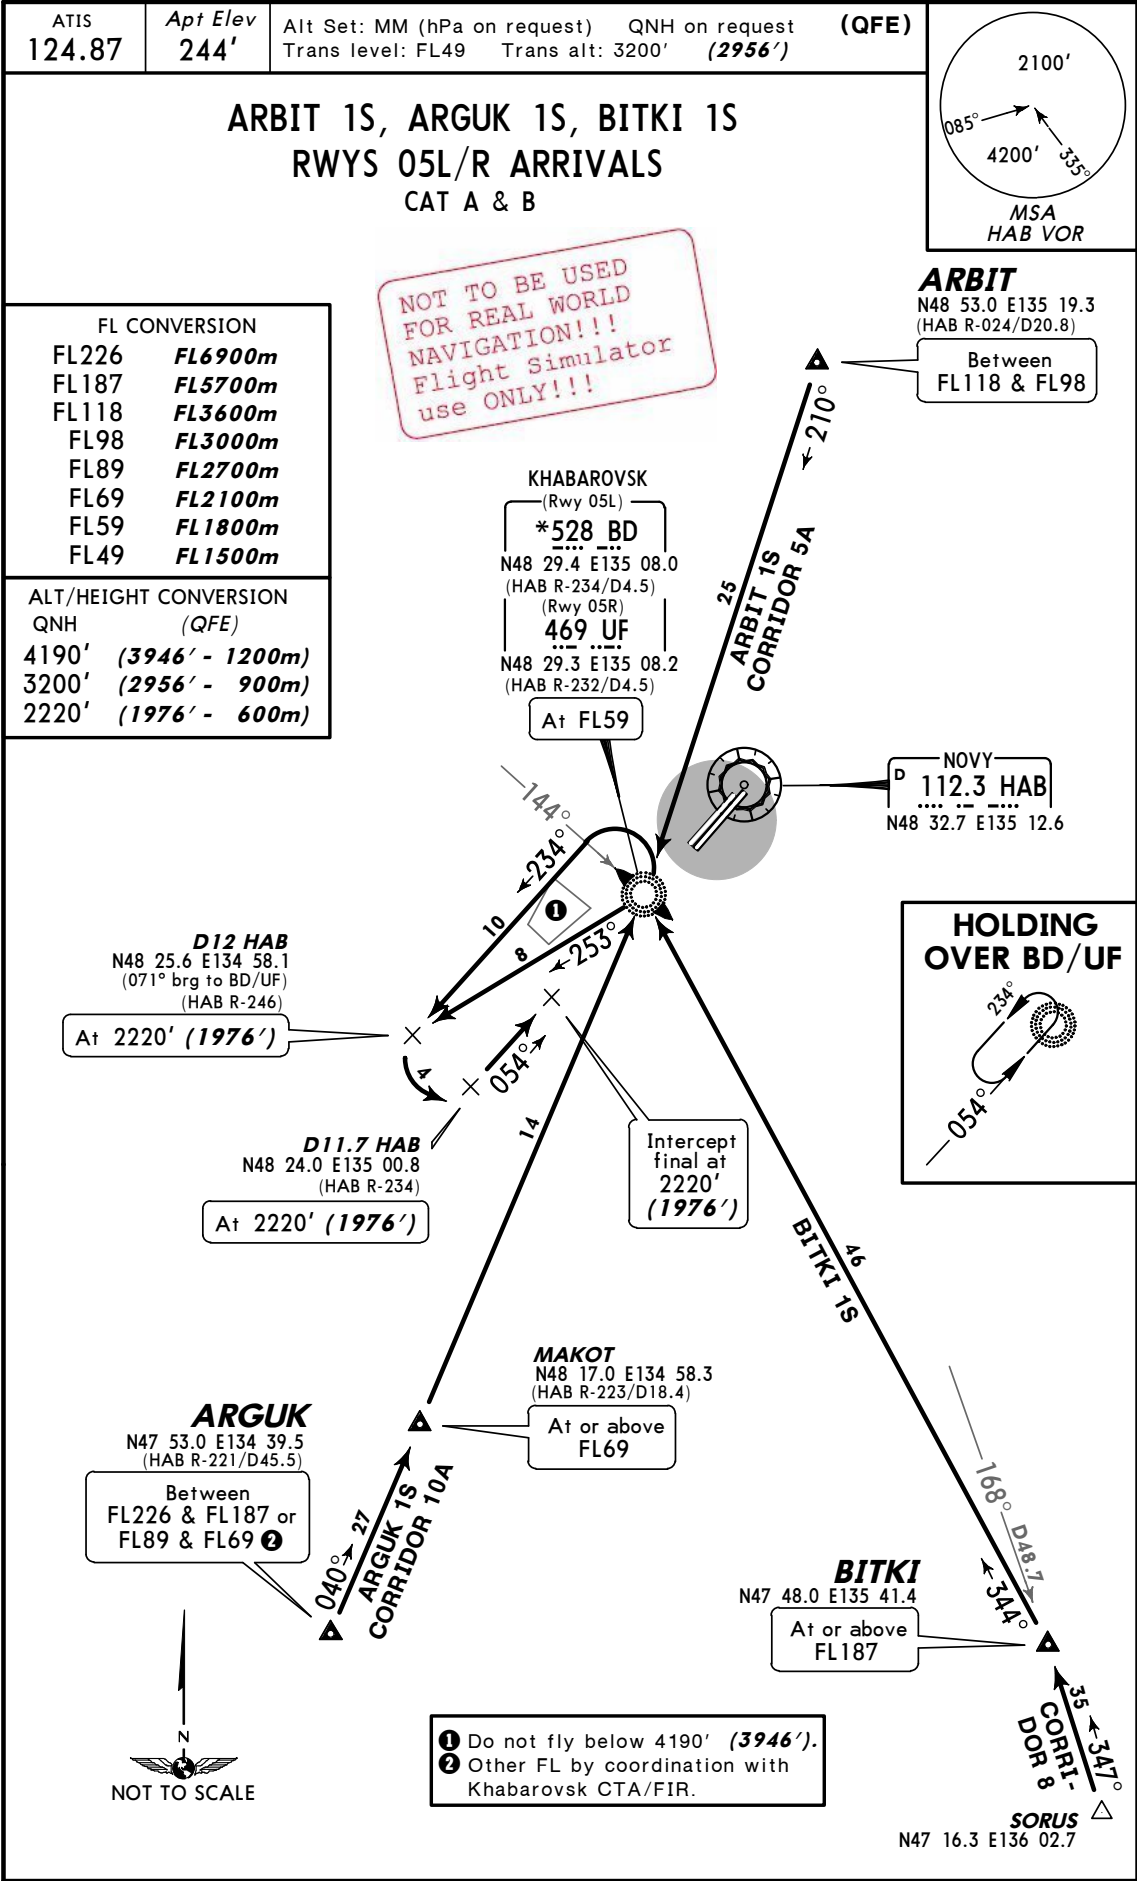 ATIS
124.87
Apt Elev
244'
Alt Set: MM (hPa on request) QNH on request (QFE)
Trans level: FL49 Trans alt: 3200' (2956')
2100'
085°
4200'
335°
MSA
HAB VOR
ARBIT 1S, ARGUK 1S, BITKI 1S
RWYS 05L/R ARRIVALS
CAT A & B
NOT TO BE USED
FOR REAL WORLD
NAVIGATION!!!
Flight Simulator
use ONLY!!!
ARBIT
N48 53.0 E135 19.3
(HAB R-024/D20.8)
Between
FL118 & FL98
FL CONVERSION
FL226 FL6900m
FL187 FL5700m
FL118 FL3600m
FL98 FL3000m
FL89 FL2700m
FL69 FL2100m
FL59 FL1800m
FL49 FL1500m
ALT/HEIGHT CONVERSION
QNH (QFE)
4190' (3946' - 1200m)
3200' (2956' - 900m)
2220' (1976' - 600m)
210°
25
ARBIT 1S
CORRIDOR 5A
KHABAROVSK
(Rwy 05L)
*528 BD
N48 29.4 E135 08.0
(HAB R-234/D4.5)
(Rwy 05R)
469 UF
N48 29.3 E135 08.2
(HAB R-232/D4.5)
At FL59
D
NOVY
112.3 HAB
N48 32.7 E135 12.6
144°
234°
10
1
8
253°
D12 HAB
N48 25.6 E134 58.1
(071° brg to BD/UF)
(HAB R-246)
At 2220' (1976')
4
054°
D11.7 HAB
N48 24.0 E135 00.8
(HAB R-234)
At 2220' (1976')
14
Intercept
final at
2220'
(1976')
HOLDING
OVER BD/UF
234°
054°
46
BITKI 1S
MAKOT
N48 17.0 E134 58.3
(HAB R-223/D18.4)
At or above
FL69
ARGUK
N47 53.0 E134 39.5
(HAB R-221/D45.5)
Between
FL226 & FL187 or
FL89 & FL69 2
040°
27
ARGUK 1S
CORRIDOR 10A
168° D48.7
344°
BITKI
N47 48.0 E135 41.4
At or above
FL187
35
347°
CORRI-
DOR 8
SORUS
N47 16.3 E136 02.7
N
NOT TO SCALE
1 Do not fly below 4190' (3946').
2 Other FL by coordination with
Khabarovsk CTA/FIR.